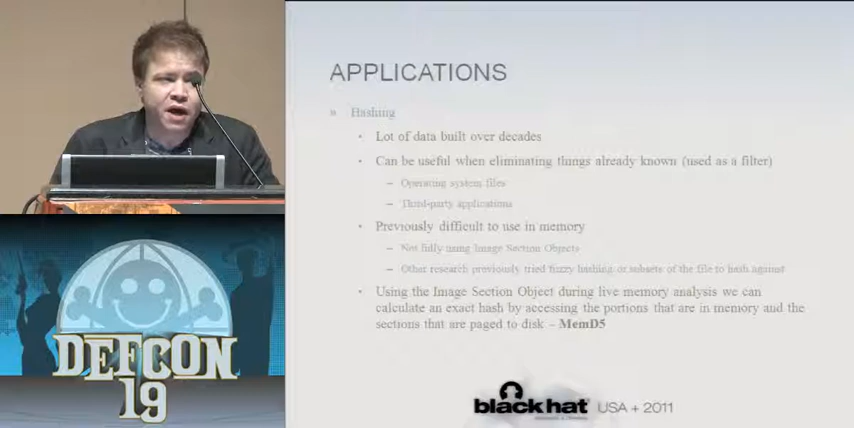 APPLICATIONS
» Hashing
• Lot of data built over decades
• Can be useful when eliminating things already known (used as a filter)
– Operating system files
– Third-party applications
• Previously difficult to use in memory
– Not fully using Image Section Objects
– Other research previously tried fuzzy hashing or subsets of the file to hash against
• Using the Image Section Object during live memory analysis we can
calculate an exact hash by accessing the portions that are in memory and the
sections that are paged to disk – MemD5
DEFCON
19
black hat USA + 2011